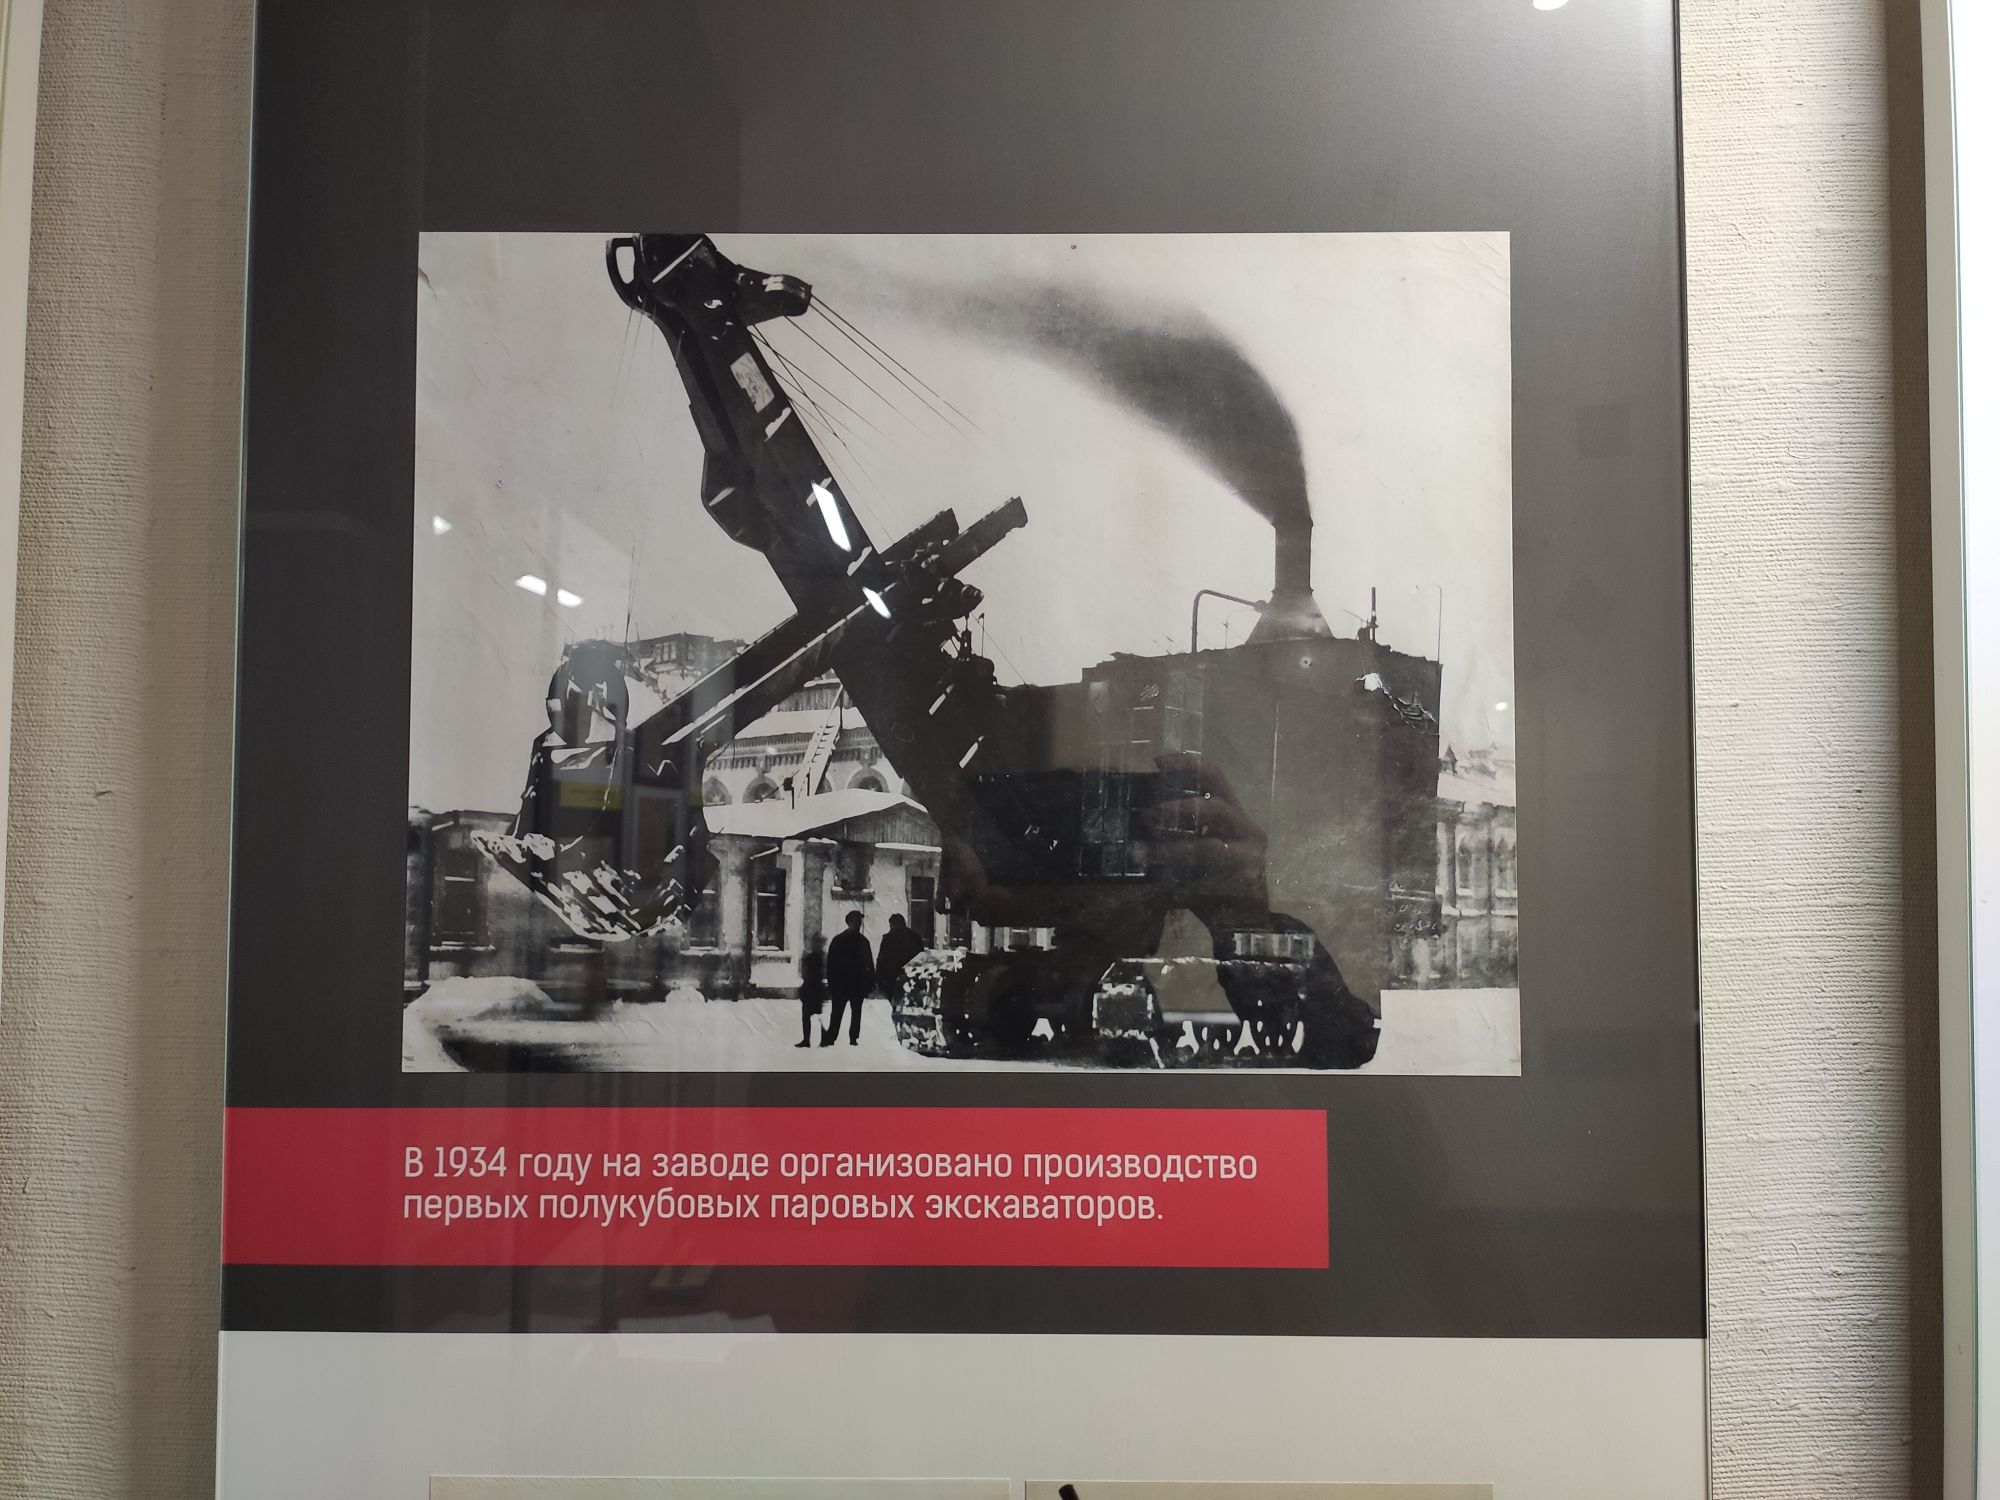 В 1934 году на заводе организовано производство
первых полукубовых паровых экскаваторов.